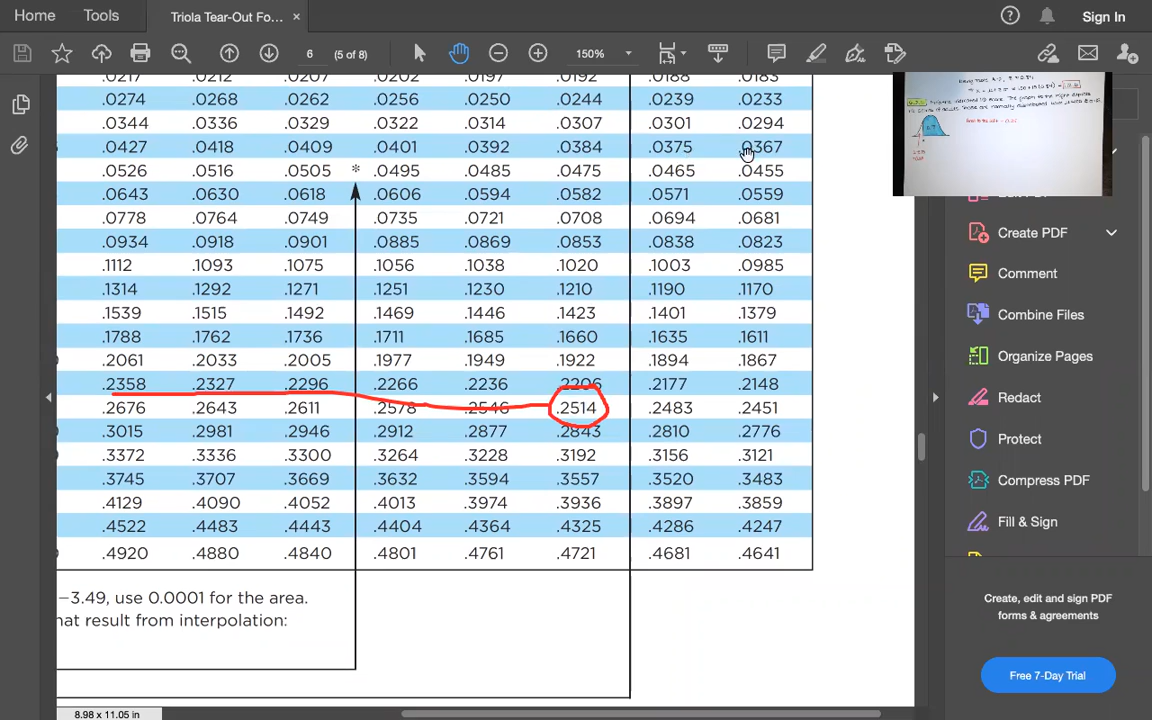 Home Tools Triola Tear-Out Fo... × Sign In
6 (5 of 8) 150%
.0217 .0212 .0207 .0202 .0197 .0192 .0188 .0183
.0274 .0268 .0262 .0256 .0250 .0244 .0239 .0233
.0344 .0336 .0329 .0322 .0314 .0307 .0301 .0294
.0427 .0418 .0409 .0401 .0392 .0384 .0375 .0367
.0526 .0516 .0505 * .0495 .0485 .0475 .0465 .0455
.0643 .0630 .0618 .0606 .0594 .0582 .0571 .0559
.0778 .0764 .0749 .0735 .0721 .0708 .0694 .0681
.0934 .0918 .0901 .0885 .0869 .0853 .0838 .0823
.1112 .1093 .1075 .1056 .1038 .1020 .1003 .0985
.1314 .1292 .1271 .1251 .1230 .1210 .1190 .1170
.1539 .1515 .1492 .1469 .1446 .1423 .1401 .1379
.1788 .1762 .1736 .1711 .1685 .1660 .1635 .1611
.2061 .2033 .2005 .1977 .1949 .1922 .1894 .1867
.2358 .2327 .2296 .2266 .2236 .2206 .2177 .2148
.2676 .2643 .2611 .2578 .2546 .2514 .2483 .2451
.3015 .2981 .2946 .2912 .2877 .2843 .2810 .2776
.3372 .3336 .3300 .3264 .3228 .3192 .3156 .3121
.3745 .3707 .3669 .3632 .3594 .3557 .3520 .3483
.4129 .4090 .4052 .4013 .3974 .3936 .3897 .3859
.4522 .4483 .4443 .4404 .4364 .4325 .4286 .4247
.4920 .4880 .4840 .4801 .4761 .4721 .4681 .4641
−3.49, use 0.0001 for the area.
hat result from interpolation:
8.98 x 11.05 in
Create PDF
Comment
Combine Files
Organize Pages
Redact
Protect
Compress PDF
Fill & Sign
Create, edit and sign PDF
forms & agreements
Free 7-Day Trial